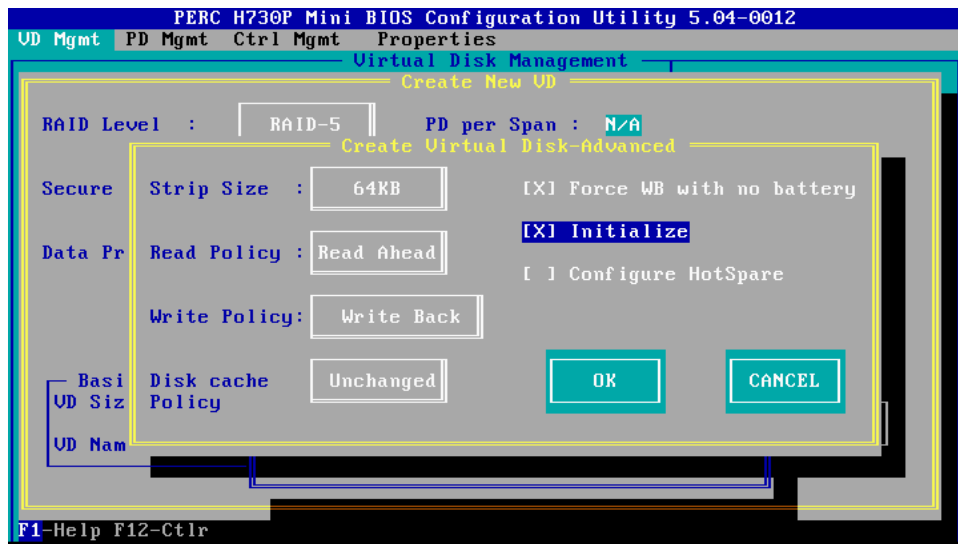 PERC H730P Mini BIOS Configuration Utility 5.04-0012
VD Mgmt PD Mgmt Ctrl Mgmt Properties
Virtual Disk Management
Create New VD
RAID Level : RAID-5 PD per Span : N/A
Create Virtual Disk-Advanced
Secure Strip Size : 64KB [X] Force WB with no battery
[X] Initialize
Data Pr Read Policy : Read Ahead
[ ] Configure HotSpare
Write Policy: Write Back
Basi Disk cache Unchanged OK CANCEL
VD Siz Policy
VD Nam
F1-Help F12-Ctlr